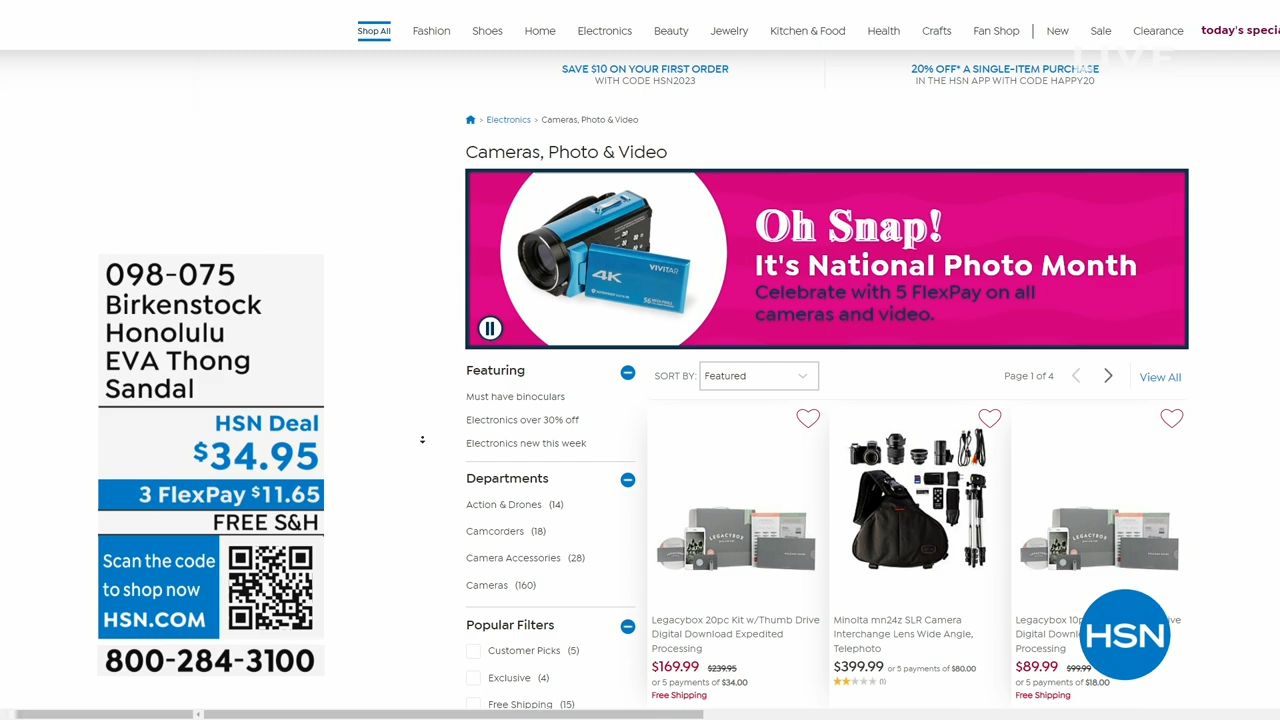 Shop All Fashion Shoes Home Electronics Beauty Jewelry Kitchen & Food Health Crafts Fan Shop New Sale Clearance today's specia
LIVE
SAVE $10 ON YOUR FIRST ORDER
WITH CODE HSN2023
20% OFF* A SINGLE-ITEM PURCHASE
IN THE HSN APP WITH CODE HAPPY20
> Electronics > Cameras, Photo & Video
Cameras, Photo & Video
4K
VIVITAR
Oh Snap!
It's National Photo Month
Celebrate with 5 FlexPay on all
cameras and video.
098-075
Birkenstock
Honolulu
EVA Thong
Sandal
HSN Deal
$34.95
3 FlexPay $11.65
FREE S&H
Scan the code
to shop now
HSN.COM
800-284-3100
Featuring
Must have binoculars
Electronics over 30% off
Electronics new this week
Departments
Action & Drones (14)
Camcorders (18)
Camera Accessories (28)
Cameras (160)
Popular Filters
Customer Picks (5)
Exclusive (4)
Free Shipping (15)
SORT BY: Featured
Page 1 of 4
View All
LEGACYBOX
Legacybox 20pc Kit w/Thumb Drive
Digital Download Expedited
Processing
$169.99 $239.95
or 5 payments of $34.00
Free Shipping
Minolta mn24z SLR Camera
Interchange Lens Wide Angle,
Telephoto
$399.99 or 5 payments of $80.00
(1)
LEGACYBOX
Legacybox 10p ve
Digital Downl
Processing
$89.99 $99.99
or 5 payments of $18.00
Free Shipping
HSN